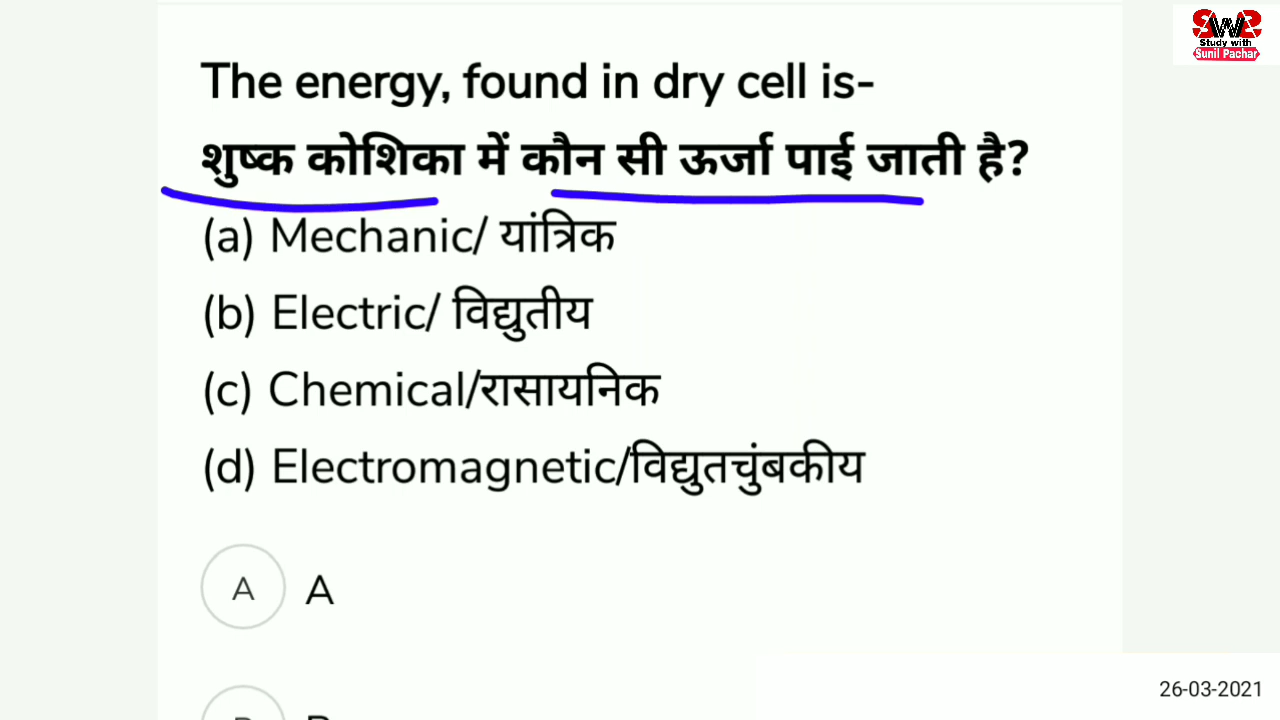 SWS
Study with
Sunil Pachar
The energy, found in dry cell is-
शुष्क कोशिका में कौन सी ऊर्जा पाई जाती है?
(a) Mechanic/ यांत्रिक
(b) Electric/ विद्युतीय
(c) Chemical/रासायनिक
(d) Electromagnetic/विद्युतचुंबकीय
A A
26-03-2021